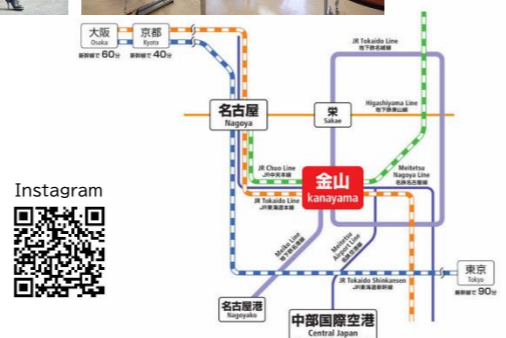 大阪
Osaka
新幹線で60分
京都
Kyoto
新幹線で40分
JR Tokaido Line
地下鉄名城線
名古屋
Nagoya
栄
Sakae
Higashiyama Line
地下鉄東山線
JR Chuo Line
JR中央本線
金山
kanayama
Meitetsu
Nagoya Line
名鉄名古屋線
JR Tokaido Line
JR東海道本線
Instagram
Meiko Line
地下鉄名港線
Meitetsu
Airport Line
名鉄空港線
東京
Tokyo
新幹線で90分
JR Tokaido Shinkansen
JR東海道新幹線
名古屋港
Nagoyako
中部国際空港
Central Japan